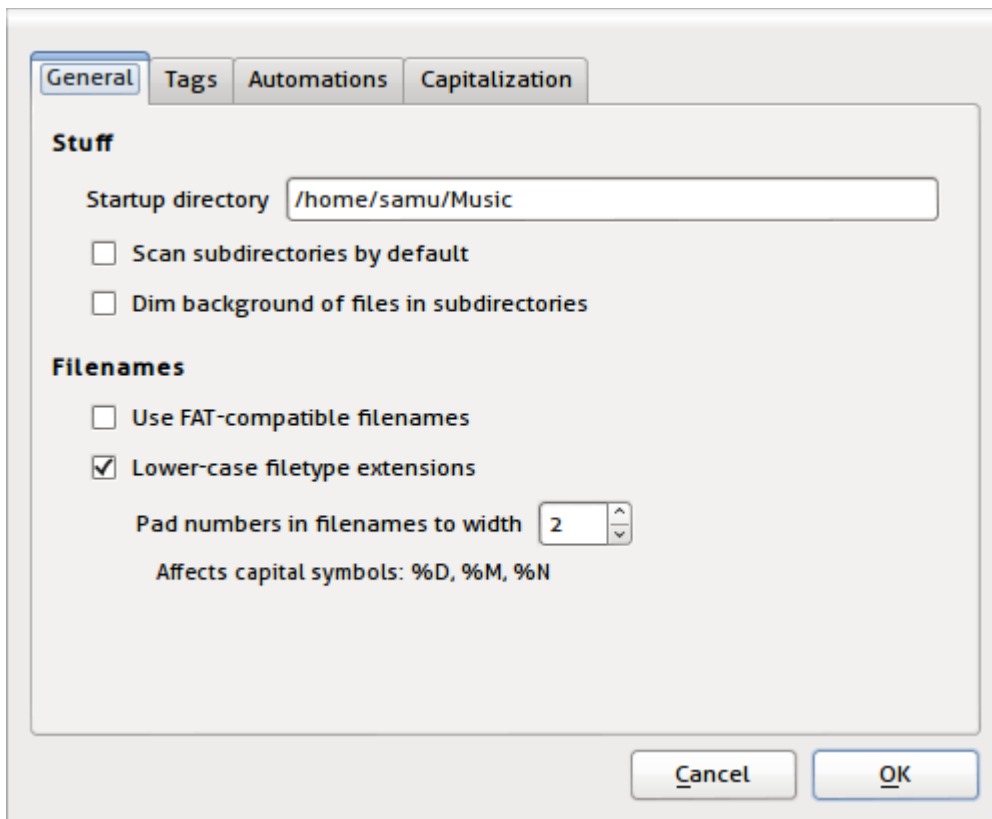 General Tags Automations Capitalization
Stuff
Startup directory /home/samu/Music
Scan subdirectories by default
Dim background of files in subdirectories
Filenames
Use FAT-compatible filenames
Lower-case filetype extensions
Pad numbers in filenames to width 2
Affects capital symbols: %D, %M, %N
Cancel OK